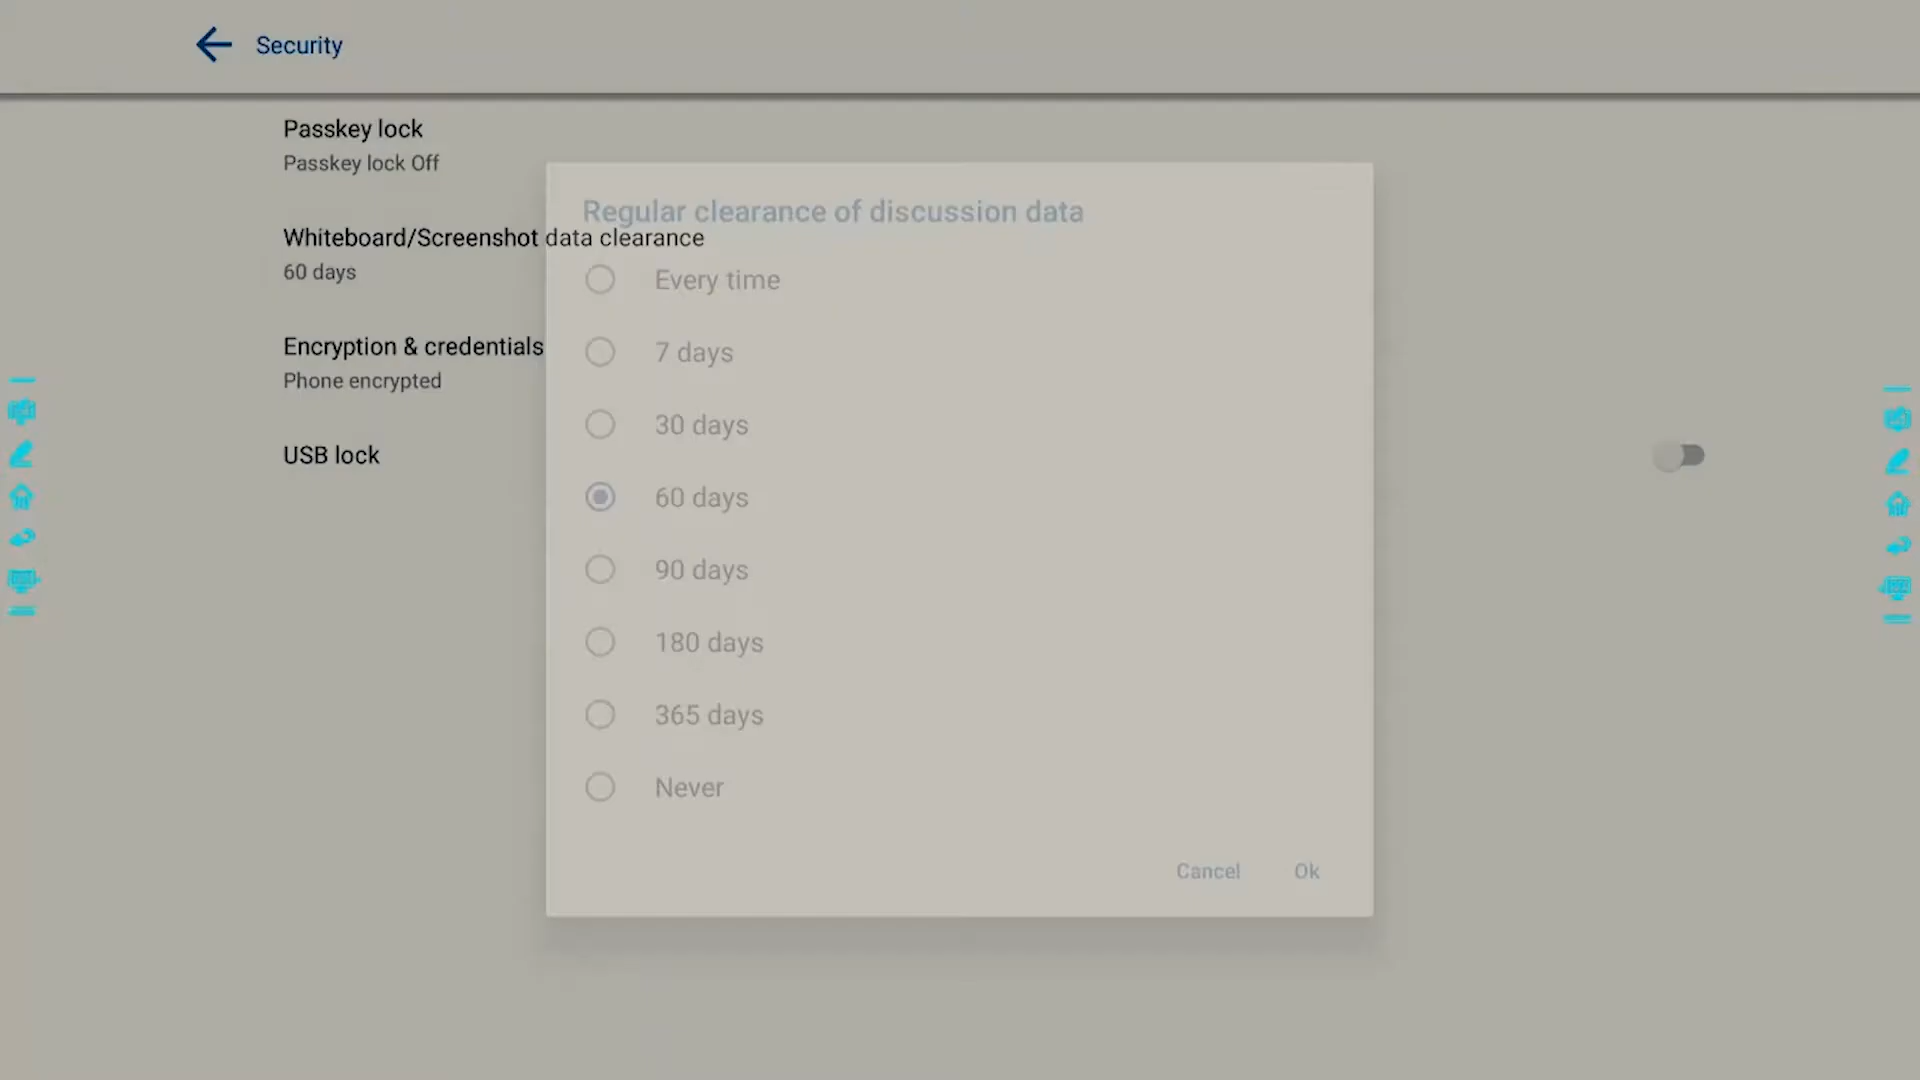 Security
Passkey lock
Passkey lock Off
Regular clearance of discussion data
Whiteboard/Screenshot data clearance
60 days
Every time
7 days
Encryption & credentials
Phone encrypted
30 days
USB lock
60 days
90 days
180 days
365 days
Never
Cancel
Ok